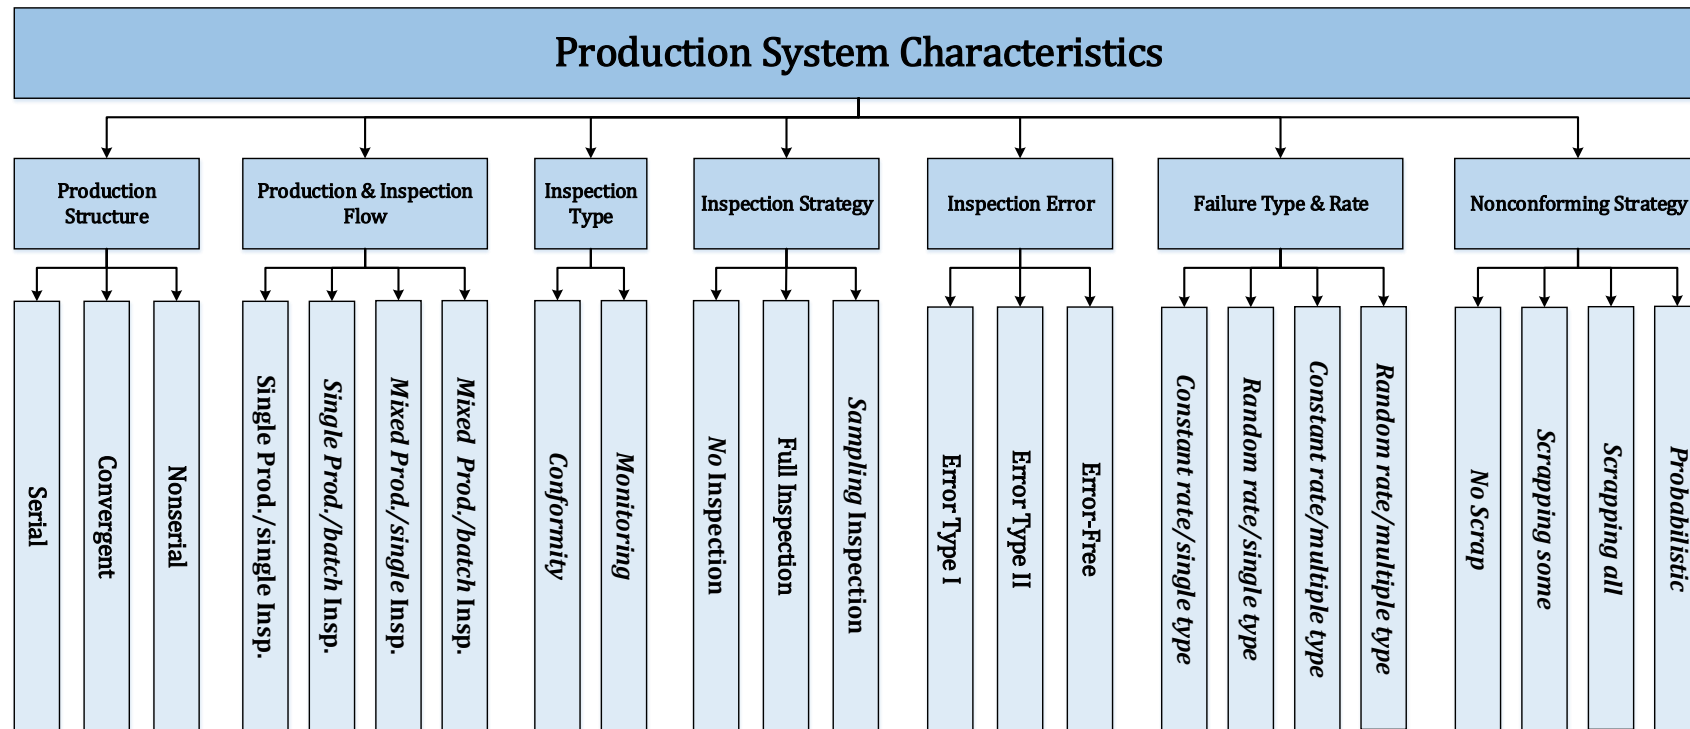 Production System Characteristics
Production
Structure
Production & Inspection
Flow
Inspection
Type
Inspection Strategy
Inspection Error
Failure Type & Rate
Nonconforming Strategy
Serial
Convergent
Nonserial
Single Prod./single Insp.
Single Prod./batch Insp.
Mixed Prod./single Insp.
Mixed Prod./batch Insp.
Conformity
Monitoring
No Inspection
Full Inspection
Sampling Inspection
Error Type I
Error Type II
Error-Free
Constant rate/single type
Random rate/single type
Constant rate/multiple type
Random rate/multiple type
No Scrap
Scrapping some
Scrapping all
Probabilistic